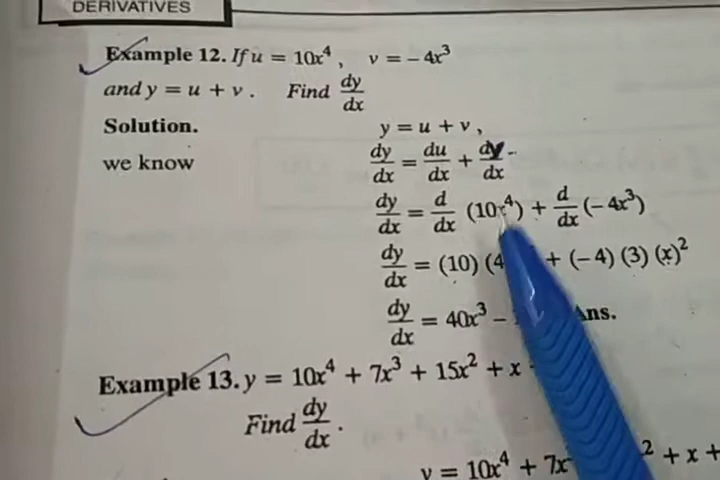 DERIVATIVES
Example 12. If u = 10x⁴ , v = – 4x³
and y = u + v . Find dy/dx
Solution. y = u + v ,
we know dy/dx = du/dx + dv/dx
dy/dx = d/dx (10x⁴) + d/dx (– 4x³)
dy/dx = (10) (4 + (– 4) (3) (x)²
dy/dx = 40x³ – Ans.
Example 13. y = 10x⁴ + 7x³ + 15x² + x
Find dy/dx .
y = 10x⁴ + 7x ² + x +